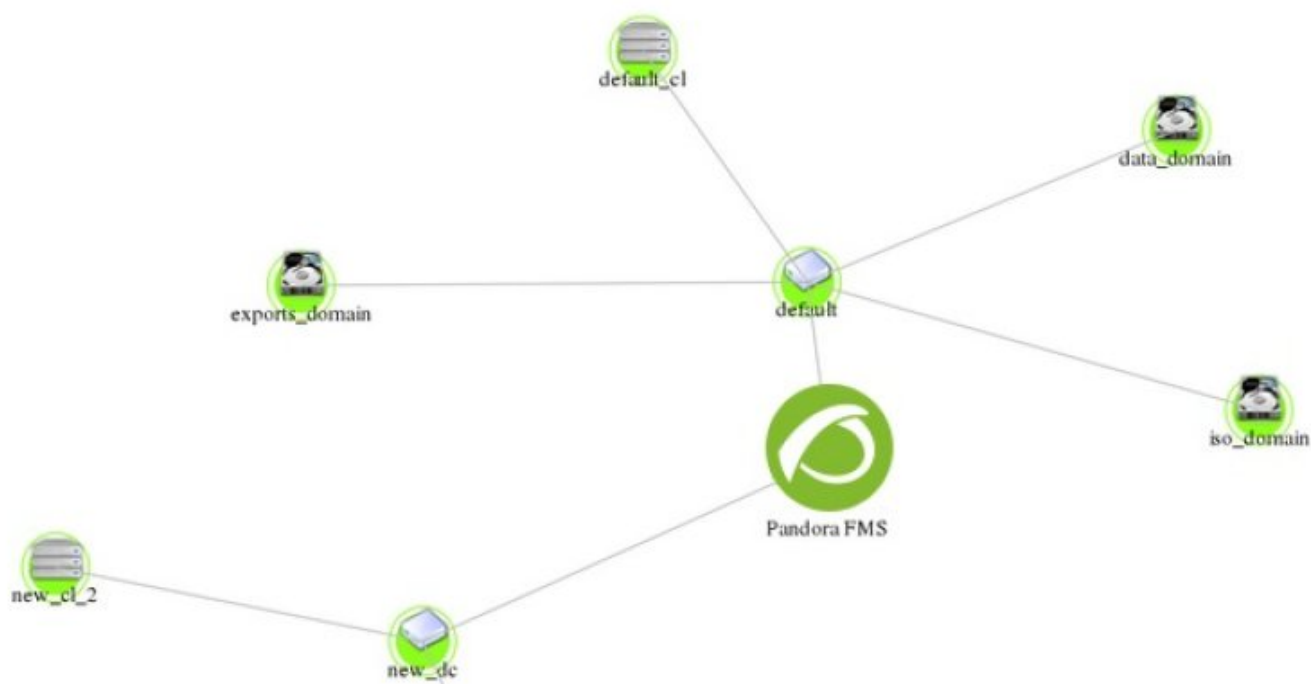 default_cl
data_domain
exports_domain
default
iso_domain
Pandora FMS
new_cl_2
new_dc